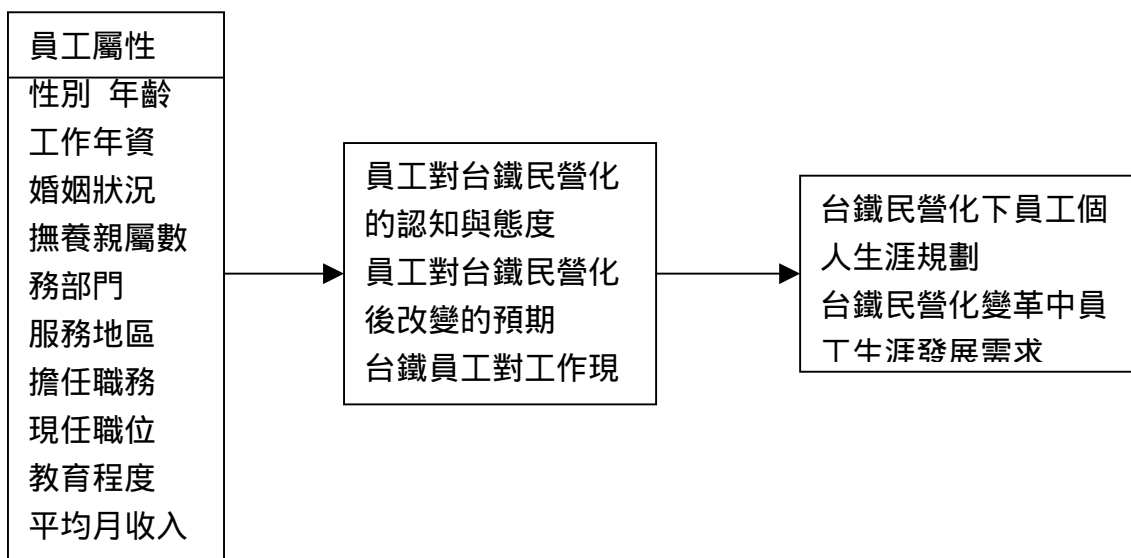 員工屬性
性別 年齡
工作年資
婚姻狀況
撫養親屬數
務部門
服務地區
擔任職務
現任職位
教育程度
平均月收入
員工對台鐵民營化
的認知與態度
員工對台鐵民營化
後改變的預期
台鐵員工對工作現
台鐵民營化下員工個
人生涯規劃
台鐵民營化變革中員
工生涯發展需求